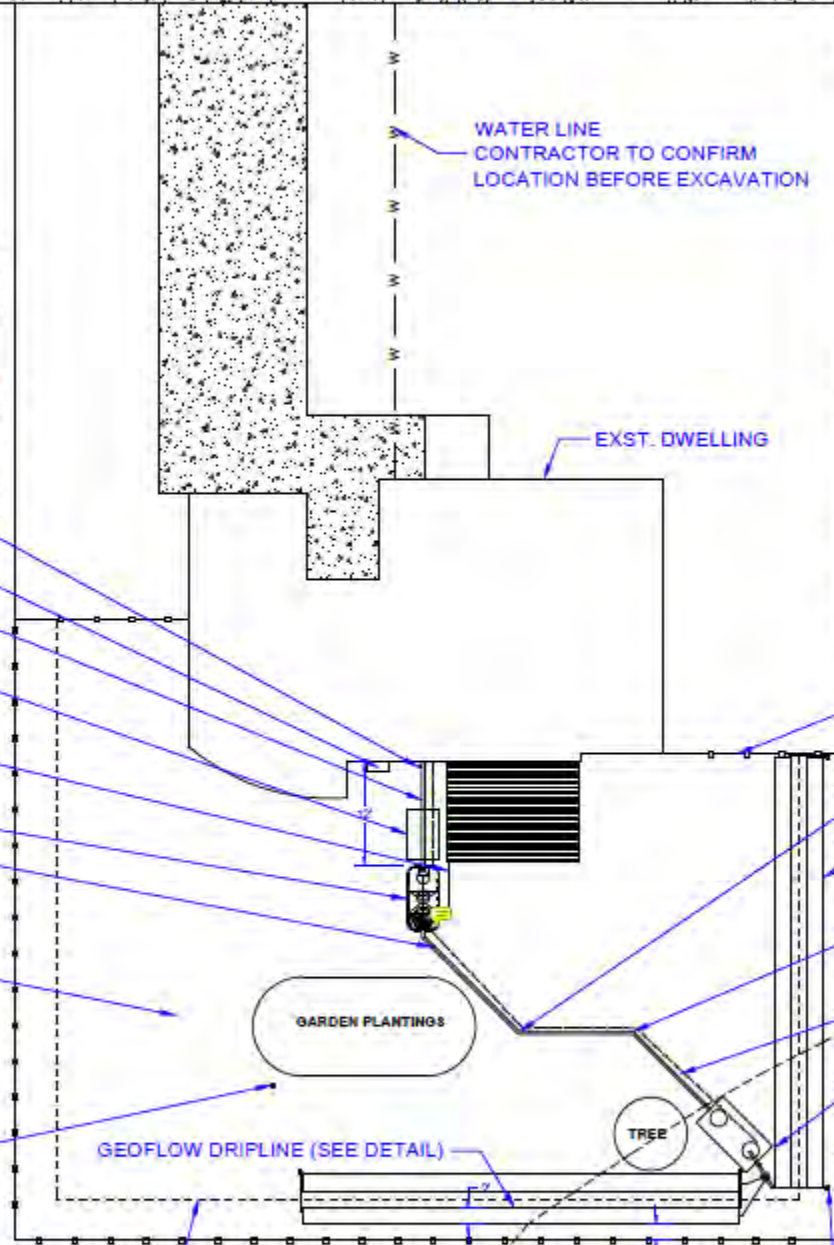 W
WATER LINE
CONTRACTOR TO CONFIRM
LOCATION BEFORE EXCAVATION
W
W
W
W
W
EXST. DWELLING
GARDEN PLANTINGS
TREE
GEOFLOW DRIPLINE (SEE DETAIL)